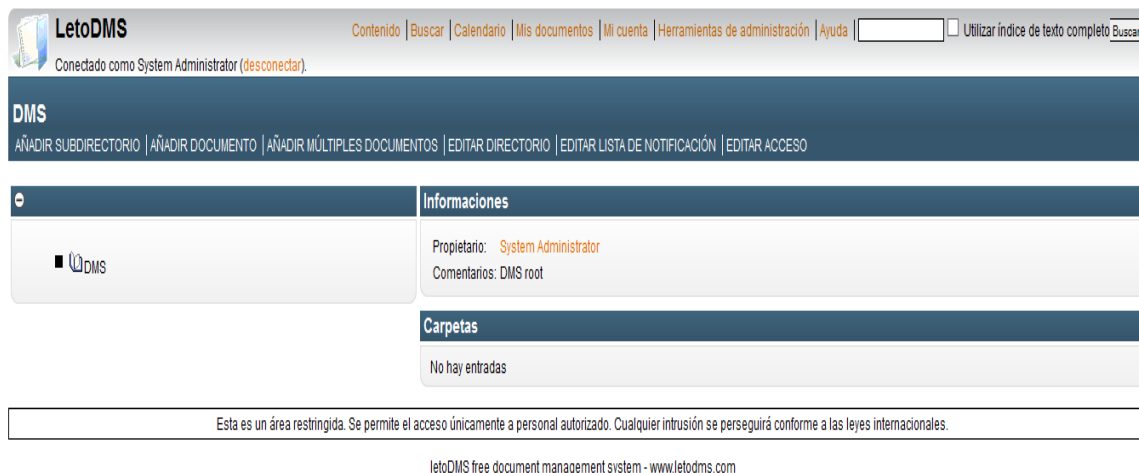 LetoDMS
Contenido |Buscar |Calendario |Mis documentos |Mi cuenta |Herramientas de administración |Ayuda | Utilizar índice de texto completo Buscar
Conectado como System Administrator (desconectar).
DMS
AÑADIR SUBDIRECTORIO |AÑADIR DOCUMENTO |AÑADIR MÚLTIPLES DOCUMENTOS |EDITAR DIRECTORIO |EDITAR LISTA DE NOTIFICACIÓN |EDITAR ACCESO
DMS
Informaciones
Propietario: System Administrator
Comentarios: DMS root
Carpetas
No hay entradas
Esta es un área restringida. Se permite el acceso únicamente a personal autorizado. Cualquier intrusión se perseguirá conforme a las leyes internacionales.
letoDMS free document management system - www.letodms.com